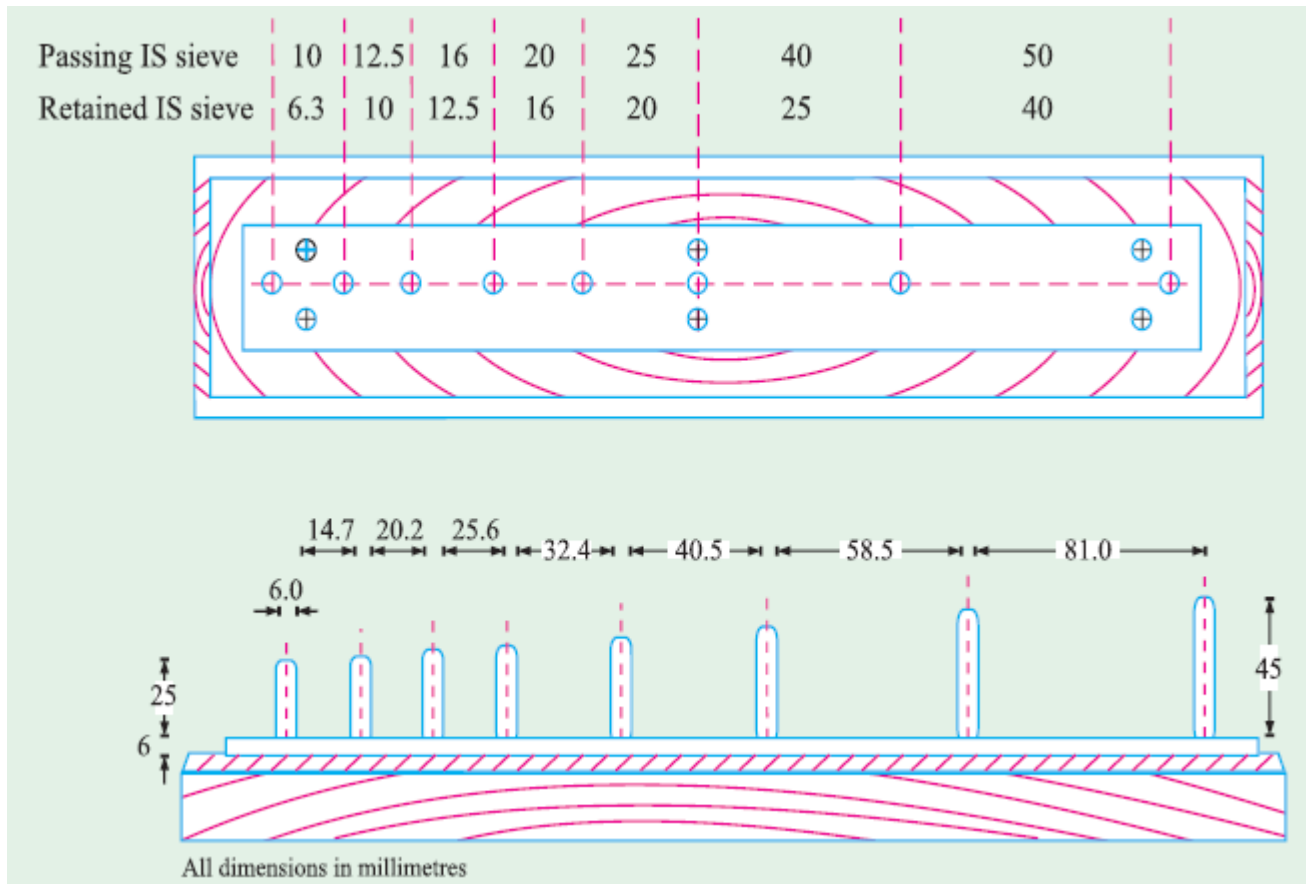 Passing IS sieve 10 12.5 16 20 25 40 50
Retained IS sieve 6.3 10 12.5 16 20 25 40
14.7 20.2 25.6 32.4 40.5 58.5 81.0
6.0
25
45
6
All dimensions in millimetres